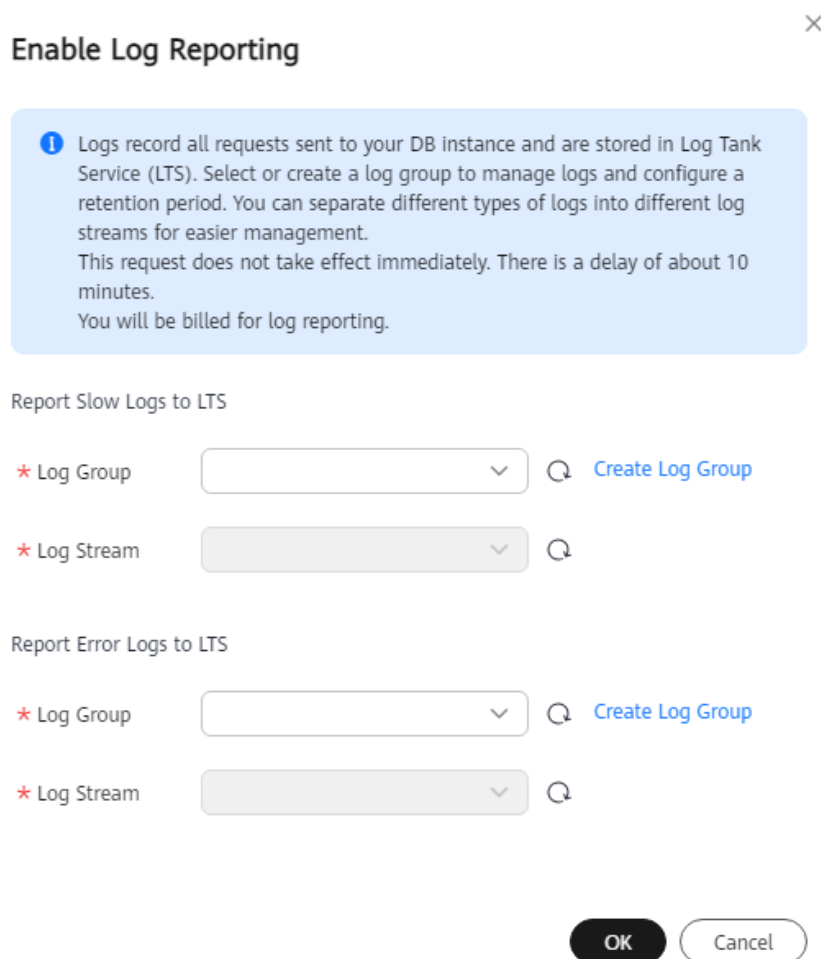 Enable Log Reporting
Logs record all requests sent to your DB instance and are stored in Log Tank
Service (LTS). Select or create a log group to manage logs and configure a
retention period. You can separate different types of logs into different log
streams for easier management.
This request does not take effect immediately. There is a delay of about 10
minutes.
You will be billed for log reporting.
Report Slow Logs to LTS
* Log Group Create Log Group
* Log Stream
Report Error Logs to LTS
* Log Group Create Log Group
* Log Stream
OK Cancel